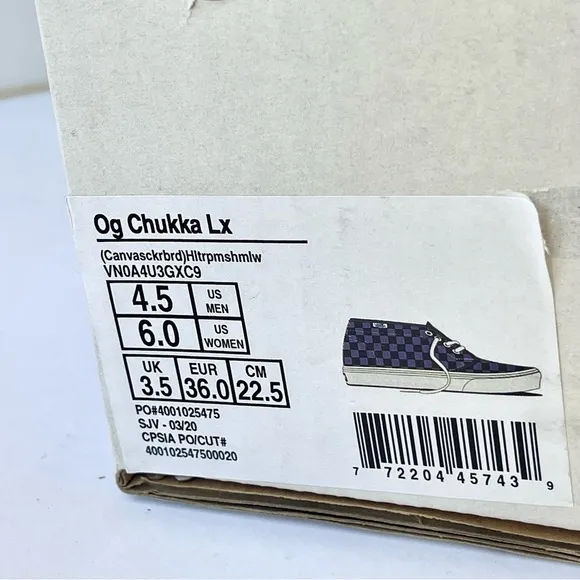 Og Chukka Lx
(Canvasckrbrd)Hltrpmshmlw
VN0A4U3GXC9
4.5 US MEN
6.0 US WOMEN
UK EUR CM
3.5 36.0 22.5
PO#4001025475
SJV - 03/20
CPSIA PO/CUT#
400102547500020
7 72204 45743 9